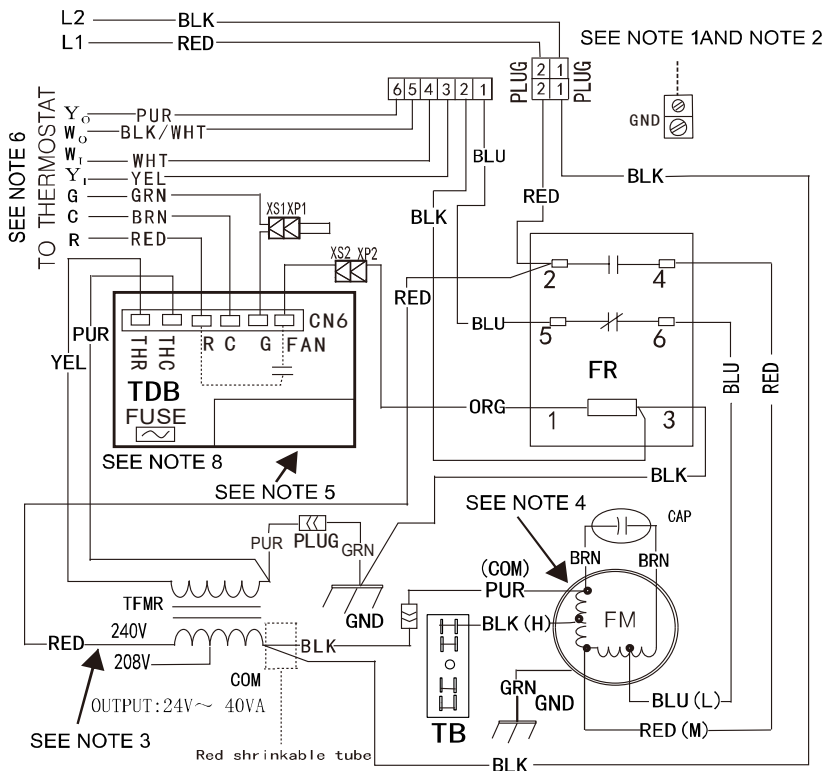 L2 BLK
L1 RED
SEE NOTE 1AND NOTE 2
PLUG 2 1 PLUG
2 1
6 5 4 3 2 1
GND
SEE NOTE 6
TO THERMOSTAT
Yo PUR
Wo BLK/WHT
W1 WHT
Y1 YEL
G GRN
C BRN
R RED
XS1 XP1
XS2 XP2
BLU
BLK
RED
BLK
RED
2 4
BLU 5 6
FR
ORG 1 3
BLU
RED
BLK
PUR
YEL
CN6
THR THC R C G FAN
TDB
FUSE
SEE NOTE 8
SEE NOTE 5
SEE NOTE 4
CAP
PUR PLUG GRN
BRN BRN
(COM)
PUR
TFMR
GND
BLK (H)
FM
RED 240V
BLK
208V
COM
GRN GND
BLU (L)
OUTPUT:24V~ 40VA
RED (M)
TB
SEE NOTE 3
Red shrinkable tube
BLK